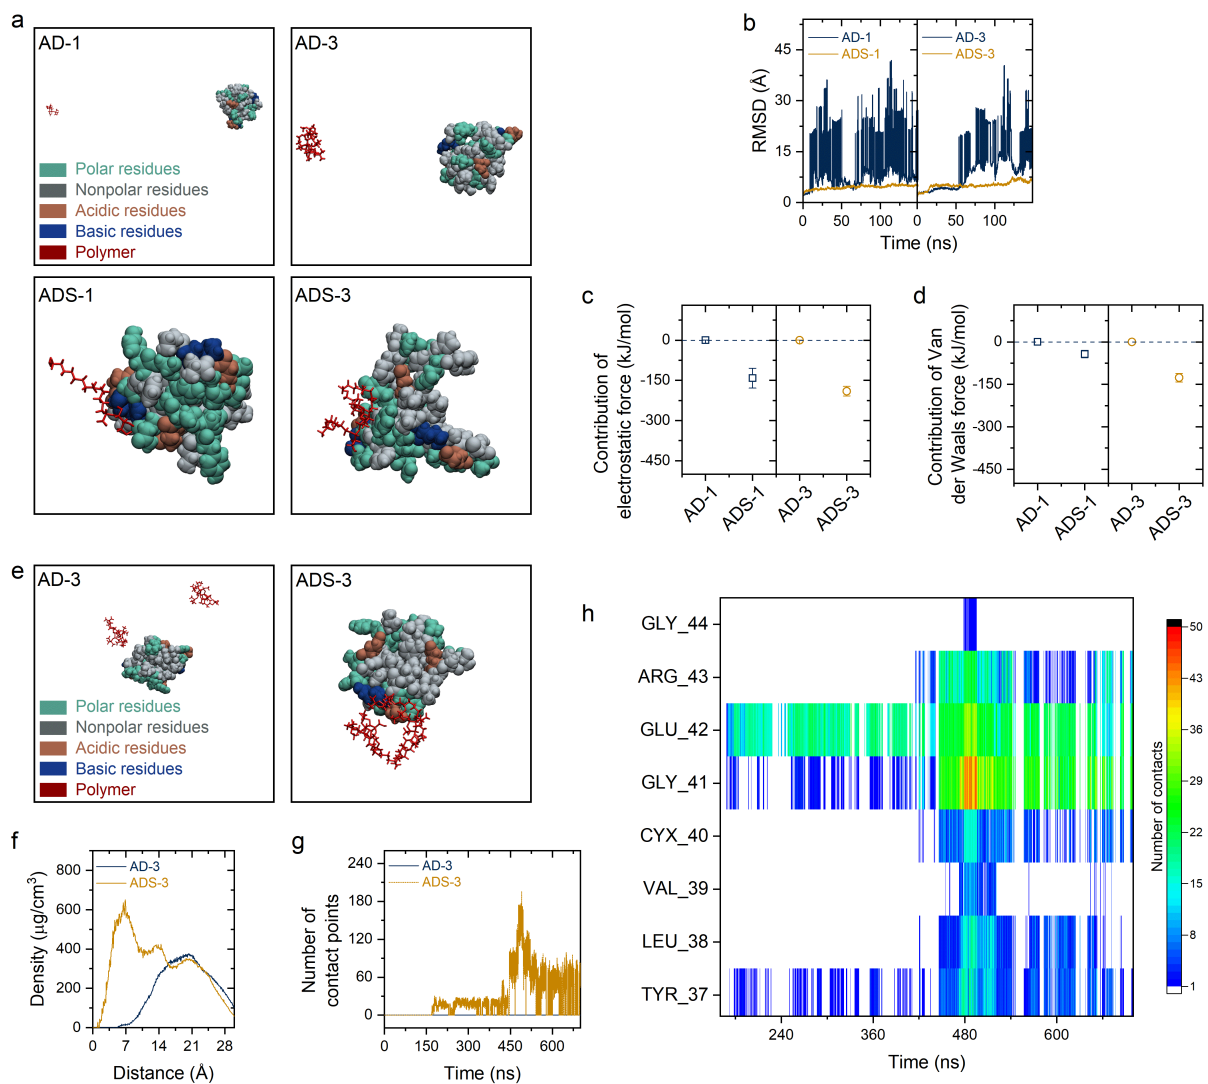 a
AD-1
Polar residues
Nonpolar residues
Acidic residues
Basic residues
Polymer
AD-3
ADS-1
ADS-3
b
AD-1
ADS-1
AD-3
ADS-3
RMSD (Å)
45
30
15
0
0
50
100
0
50
100
Time (ns)
c
Contribution of
electrostatic force (kJ/mol)
0
-150
-300
-450
AD-1
ADS-1
AD-3
ADS-3
d
Contribution of Van
der Waals force (kJ/mol)
0
-150
-300
-450
AD-1
ADS-1
AD-3
ADS-3
e
AD-3
Polar residues
Nonpolar residues
Acidic residues
Basic residues
Polymer
ADS-3
f
AD-3
ADS-3
Density (μg/cm³)
800
600
400
200
0
0
7
14
21
28
Distance (Å)
g
AD-3
ADS-3
Number of
contact points
240
180
120
60
0
0
150
300
450
600
Time (ns)
h
GLY_44
ARG_43
GLU_42
GLY_41
CYX_40
VAL_39
LEU_38
TYR_37
240
360
480
600
Time (ns)
Number of contacts
50
43
36
29
22
15
8
1